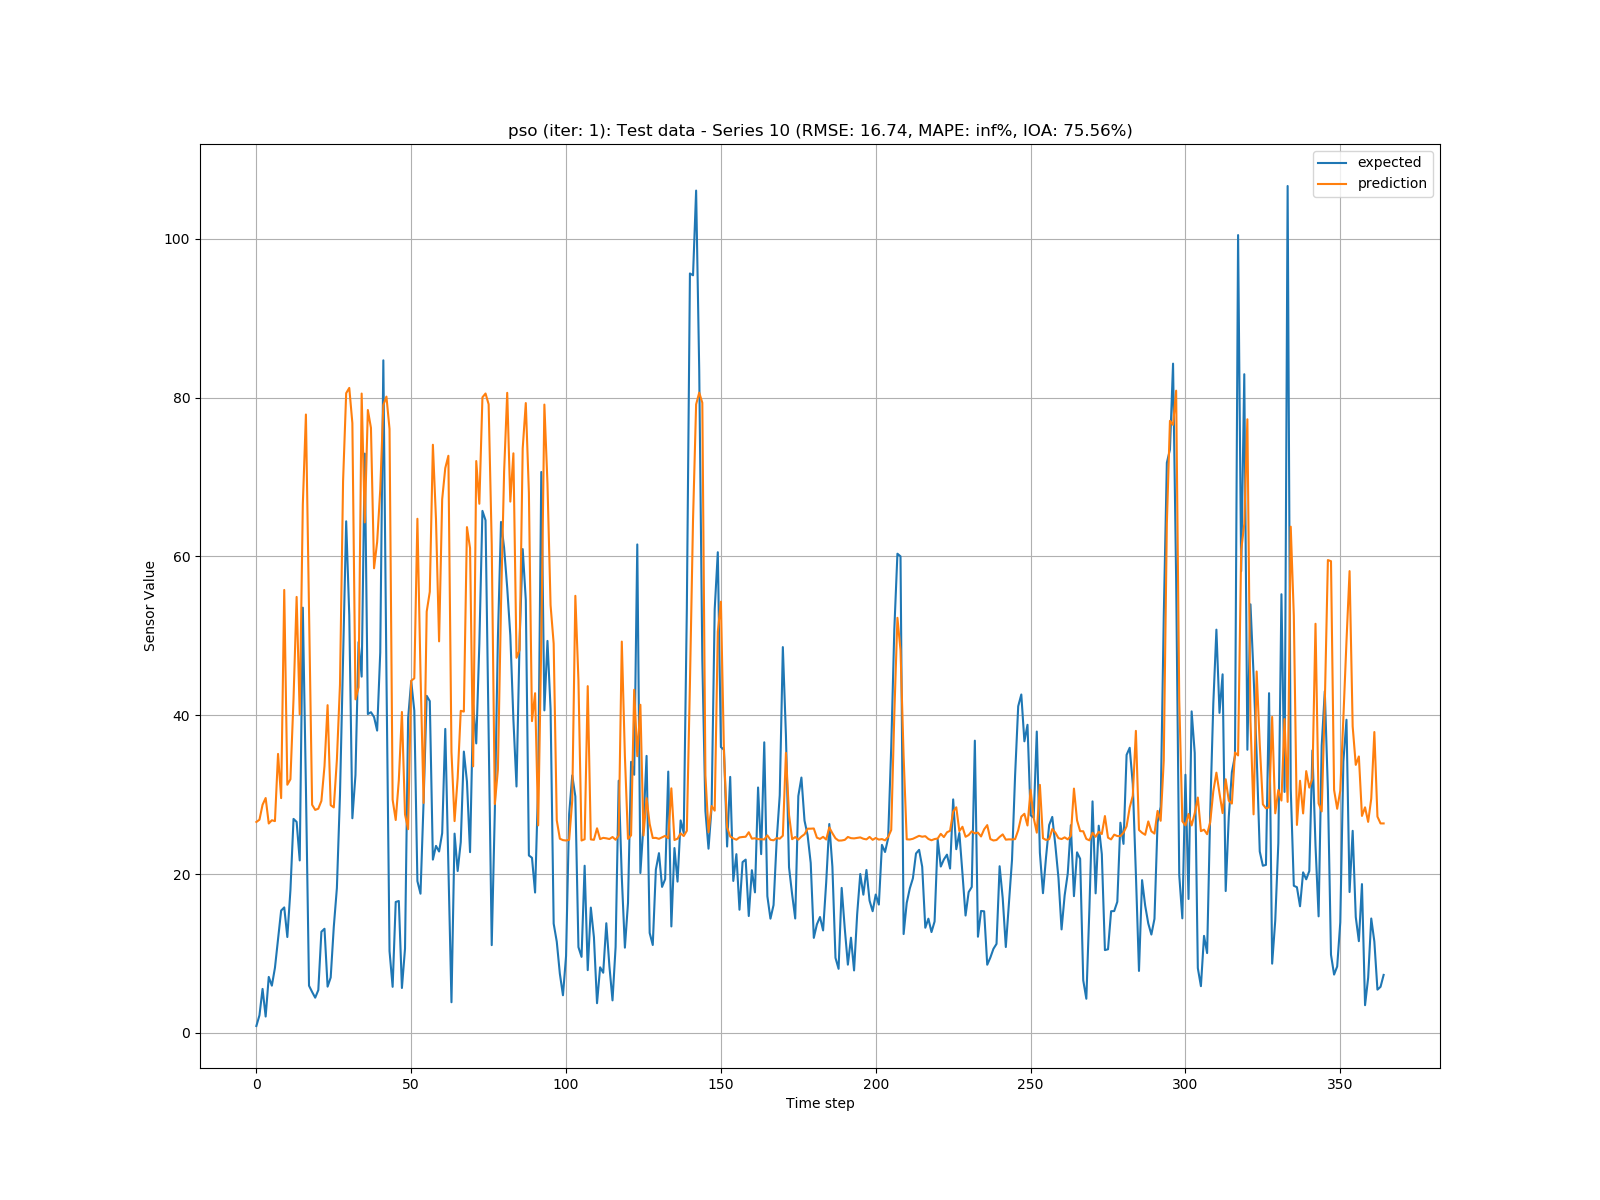 pso (iter: 1): Test data - Series 10 (RMSE: 16.74, MAPE: inf%, IOA: 75.56%)
expected
prediction
100
80
60
40
20
0
Sensor Value
0 50 100 150 200 250 300 350
Time step